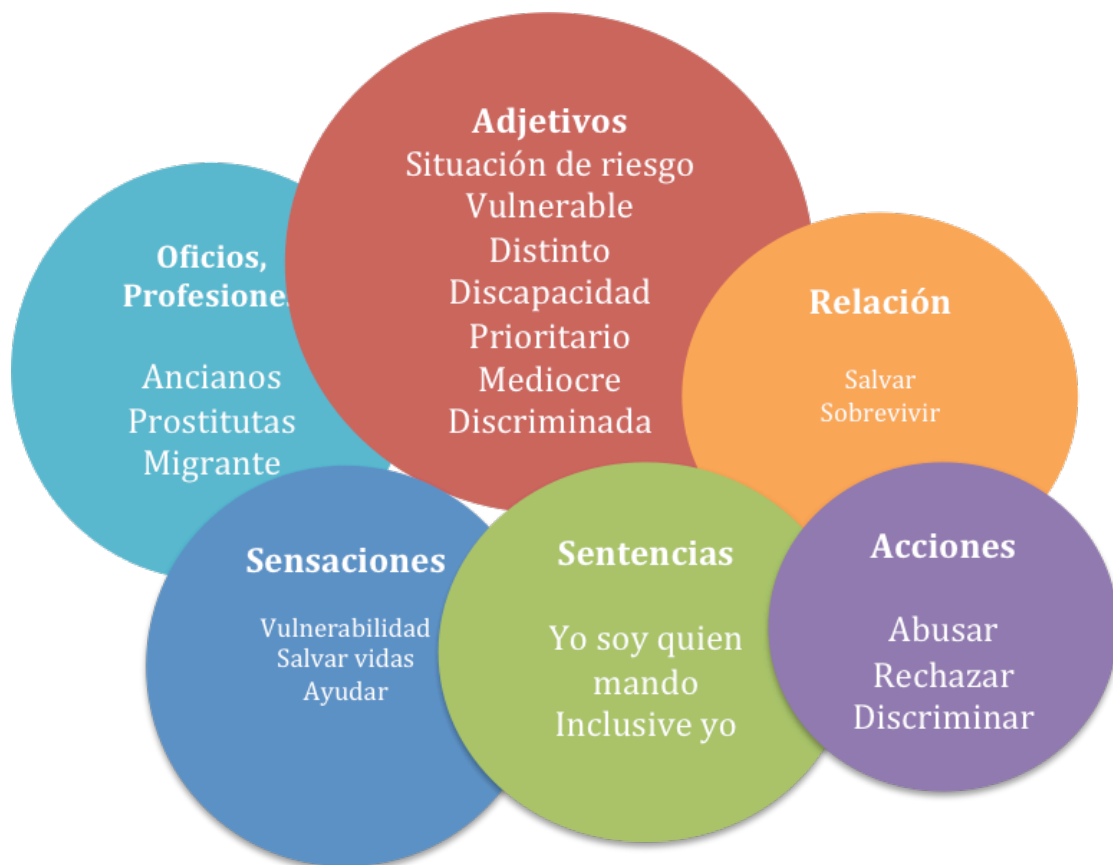 Adjetivos
Situación de riesgo
Vulnerable
Distinto
Discapacidad
Prioritario
Mediocre
Discriminada
Oficios,
Profesione
Ancianos
Prostitutas
Migrante
Relación
Salvar
Sobrevivir
Sensaciones
Vulnerabilidad
Salvar vidas
Ayudar
Sentencias
Yo soy quien
mando
Inclusive yo
Acciones
Abusar
Rechazar
Discriminar